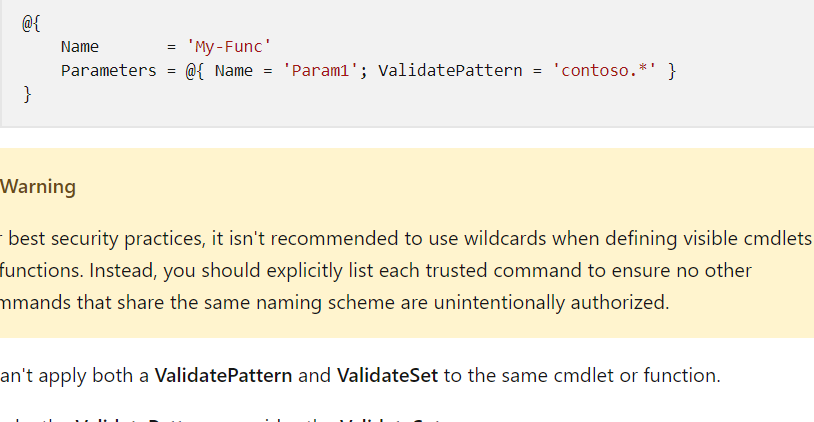 @{
    Name       = 'My-Func'
    Parameters = @{ Name = 'Param1'; ValidatePattern = 'contoso.*' }
}
Warning
best security practices, it isn't recommended to use wildcards when defining visible cmdlets
functions. Instead, you should explicitly list each trusted command to ensure no other
mmands that share the same naming scheme are unintentionally authorized.
an't apply both a ValidatePattern and ValidateSet to the same cmdlet or function.